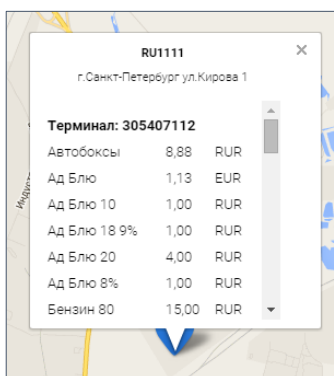 RU1111
г.Санкт-Петербург ул.Кирова 1
Терминал: 305407112
Автобоксы 8,88 RUR
Ад Блю 1,13 EUR
Ад Блю 10 1,00 RUR
Ад Блю 18 9% 1,00 RUR
Ад Блю 20 4,00 RUR
Ад Блю 8% 1,00 RUR
Бензин 80 15,00 RUR